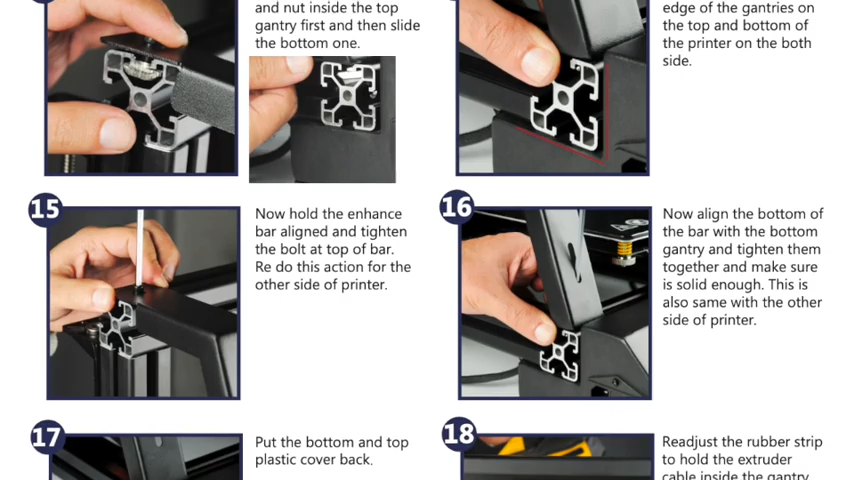 and nut inside the top
gantry first and then slide
the bottom one.
edge of the gantries on
the top and bottom of
the printer on the both
side.
15
Now hold the enhance
bar aligned and tighten
the bolt at top of bar.
Re do this action for the
other side of printer.
16
Now align the bottom of
the bar with the bottom
gantry and tighten them
together and make sure
is solid enough. This is
also same with the other
side of printer.
17
Put the bottom and top
plastic cover back.
18
Readjust the rubber strip
to hold the extruder
cable inside the gantry